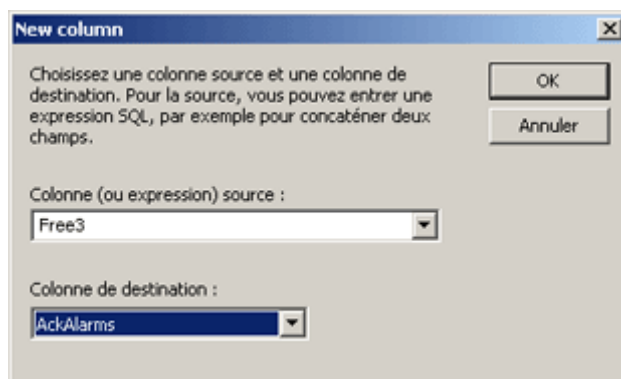 New column
Choisissez une colonne source et une colonne de
destination. Pour la source, vous pouvez entrer une
expression SQL, par exemple pour concaténer deux
champs.
OK
Annuler
Colonne (ou expression) source :
Free3
Colonne de destination :
AckAlarms